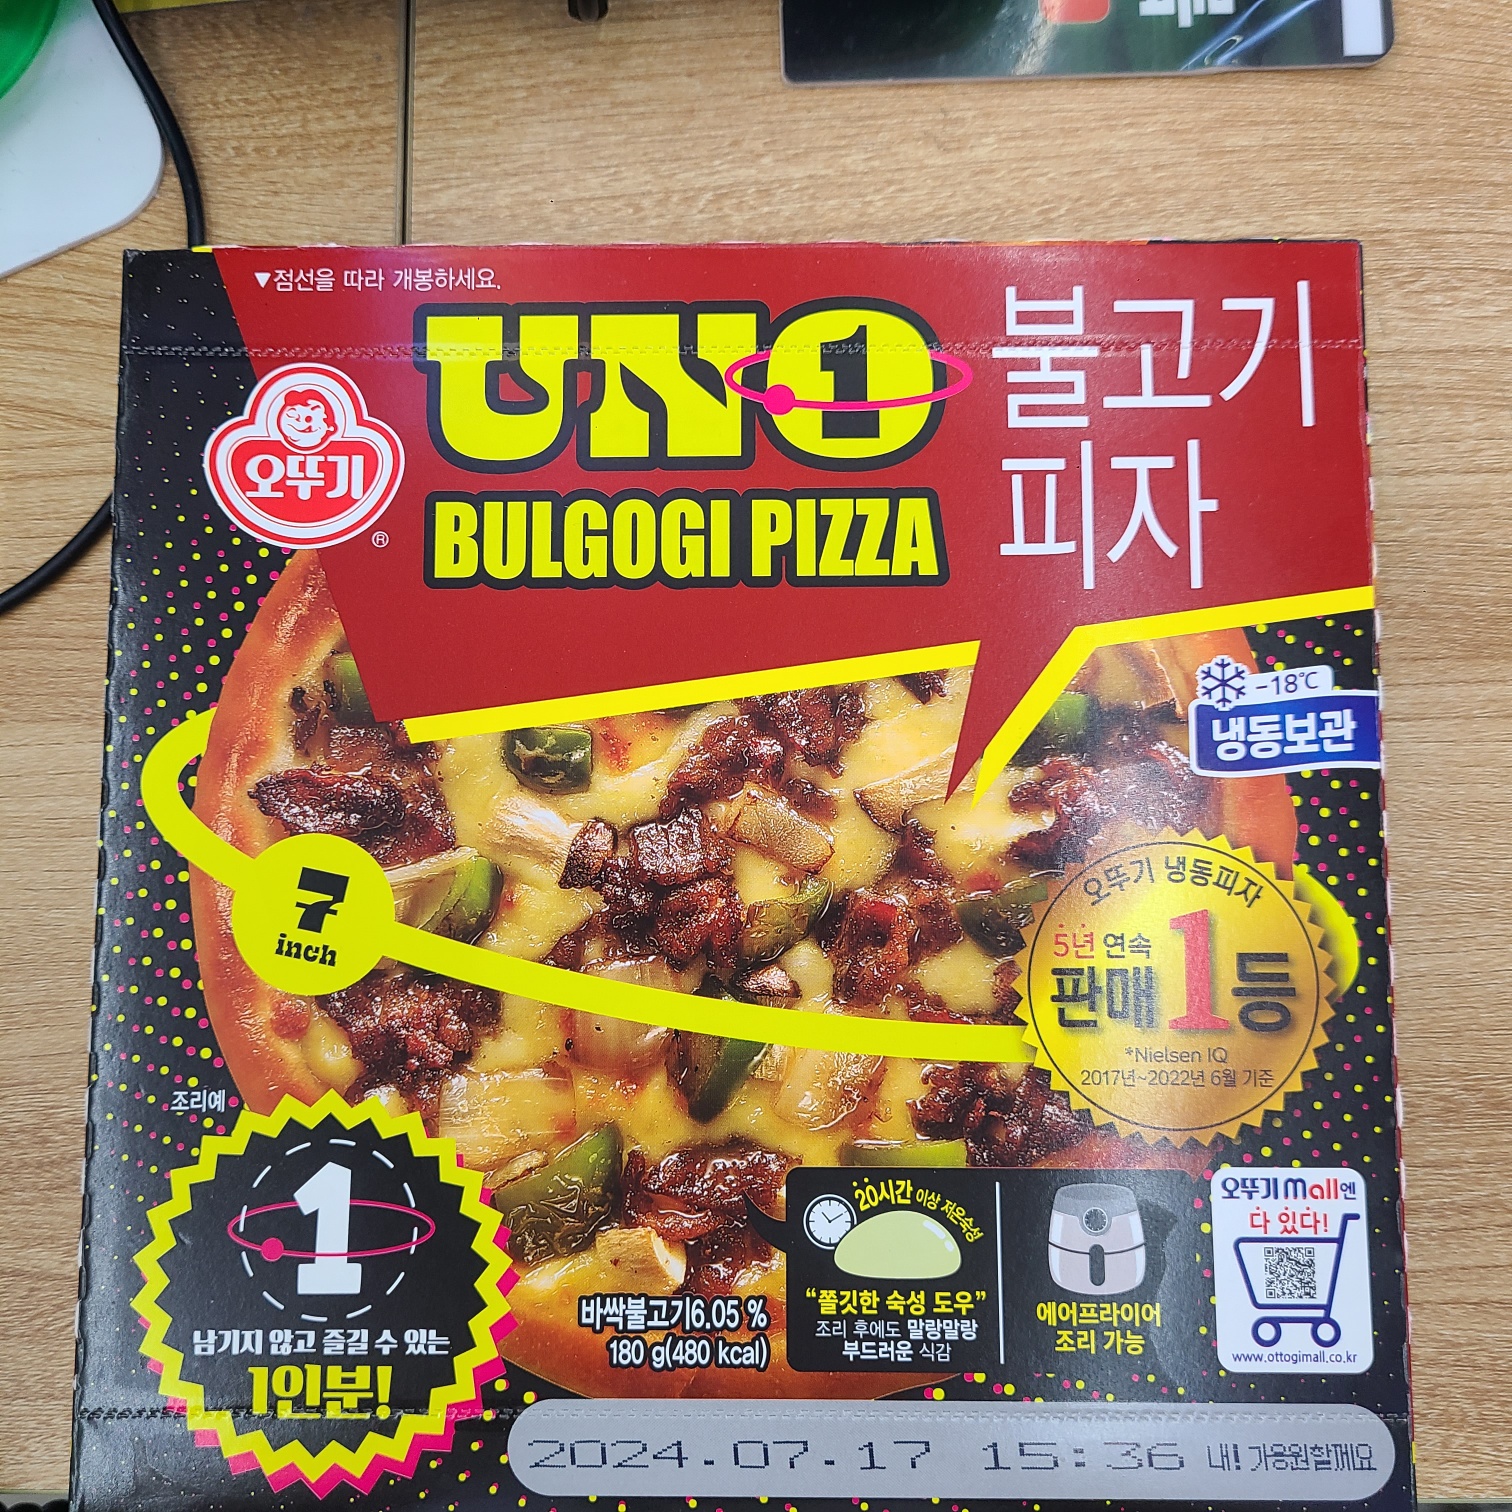 ▼점선을 따라 개봉하세요.
UNO
1
BULGOGI PIZZA
불고기
피자
오뚜기
®
-18℃
냉동보관
7
inch
오뚜기 냉동피자
5년 연속
판매 1등
*Nielsen IQ
2017년~2022년 6월 기준
조리예
1
남기지 않고 즐길 수 있는
1인분!
바싹불고기6.05 %
180 g(480 kcal)
20시간 이상 저온숙성
“쫄깃한 숙성 도우”
조리 후에도 말랑말랑
부드러운 식감
에어프라이어
조리 가능
오뚜기mall엔
다 있다!
www.ottogimall.co.kr
2024.07.17 15:36 내!